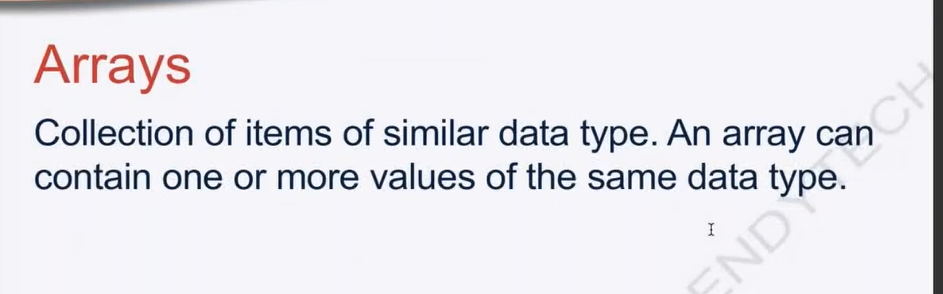 Arrays
Collection of items of similar data type. An array can
contain one or more values of the same data type.
ENDYTECH